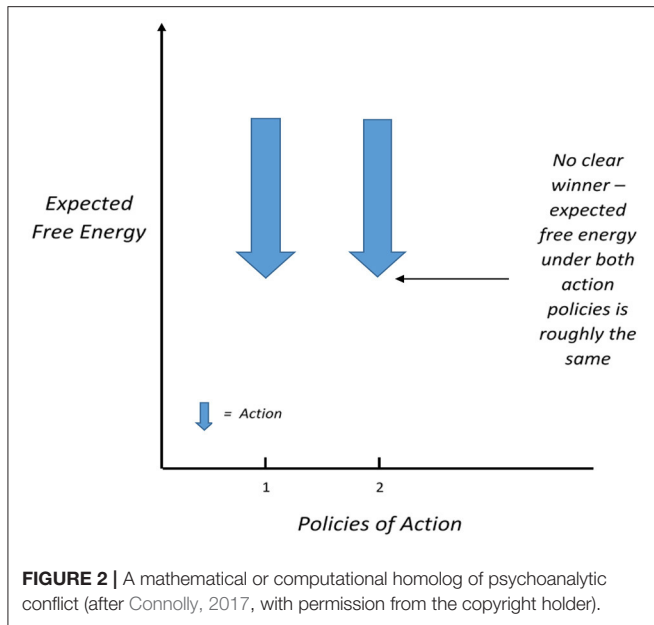 Expected
Free Energy
No clear
winner –
expected
free energy
under both
action
policies is
roughly the
same
= Action
1
2
Policies of Action
FIGURE 2 | A mathematical or computational homolog of psychoanalytic
conflict (after Connolly, 2017, with permission from the copyright holder).